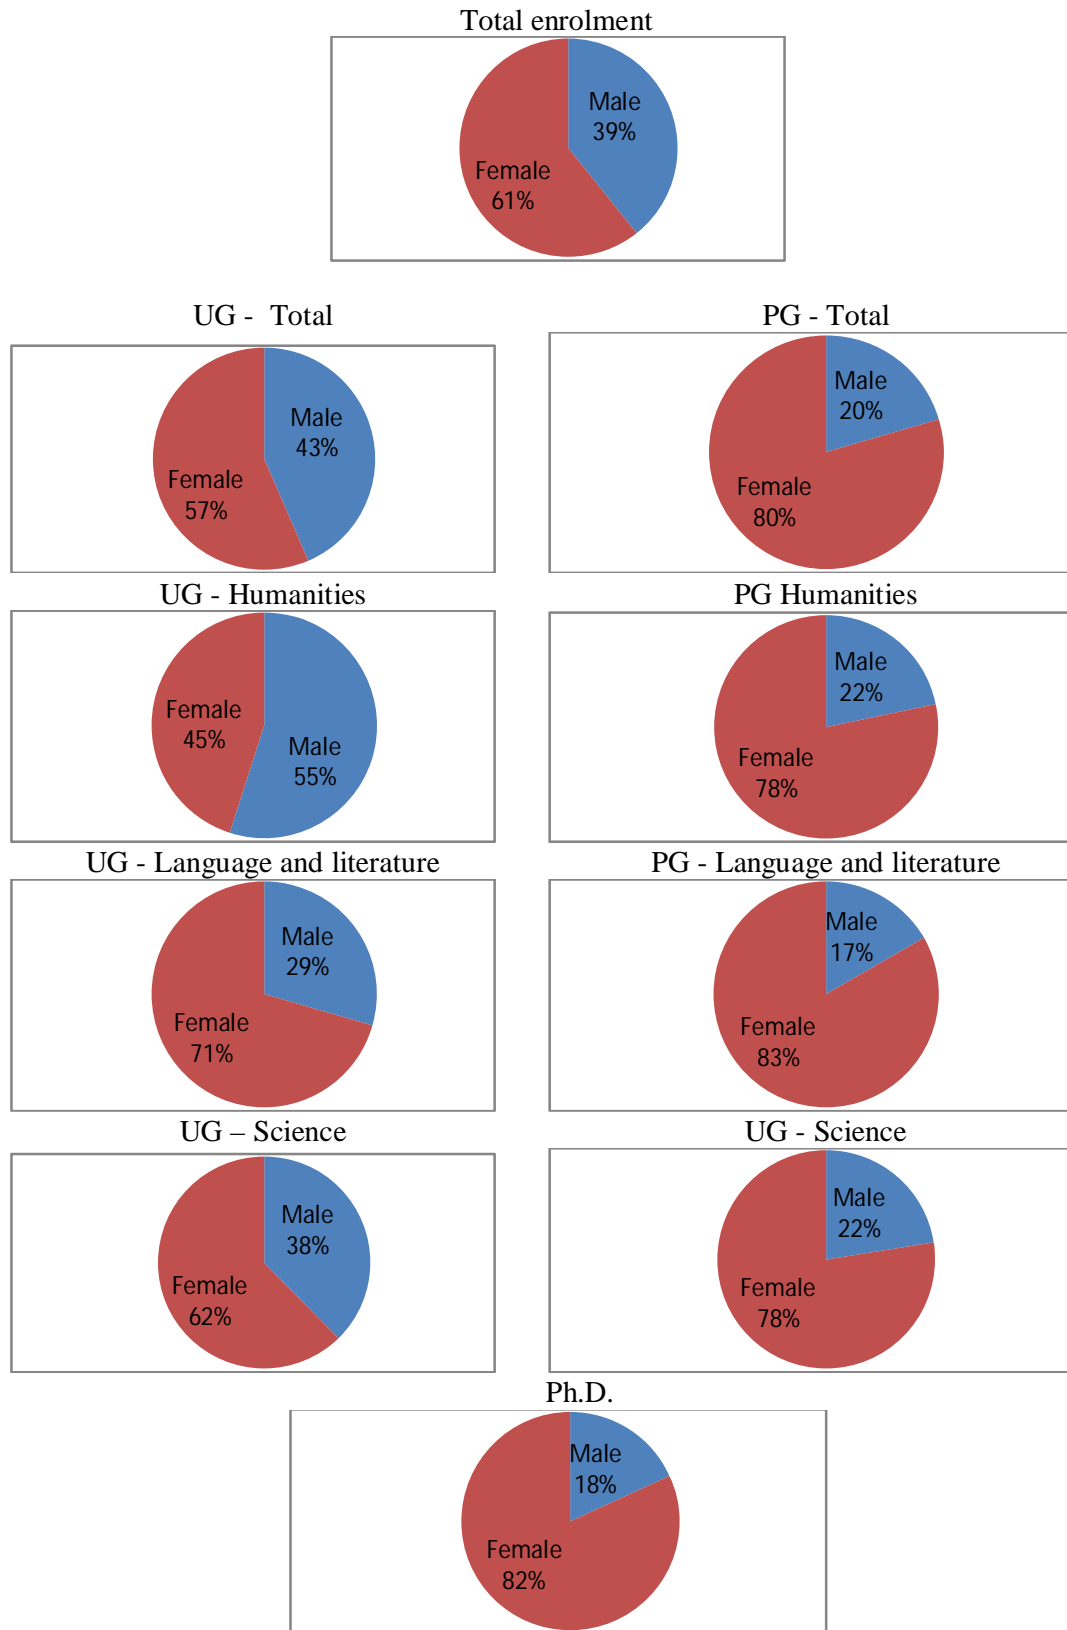 Total enrolment
Male
39%
Female
61%
UG - Total
Male
43%
Female
57%
PG - Total
Male
20%
Female
80%
UG - Humanities
Female
45%
Male
55%
PG Humanities
Male
22%
Female
78%
UG - Language and literature
Male
29%
Female
71%
PG - Language and literature
Male
17%
Female
83%
UG – Science
Male
38%
Female
62%
UG - Science
Male
22%
Female
78%
Ph.D.
Male
18%
Female
82%